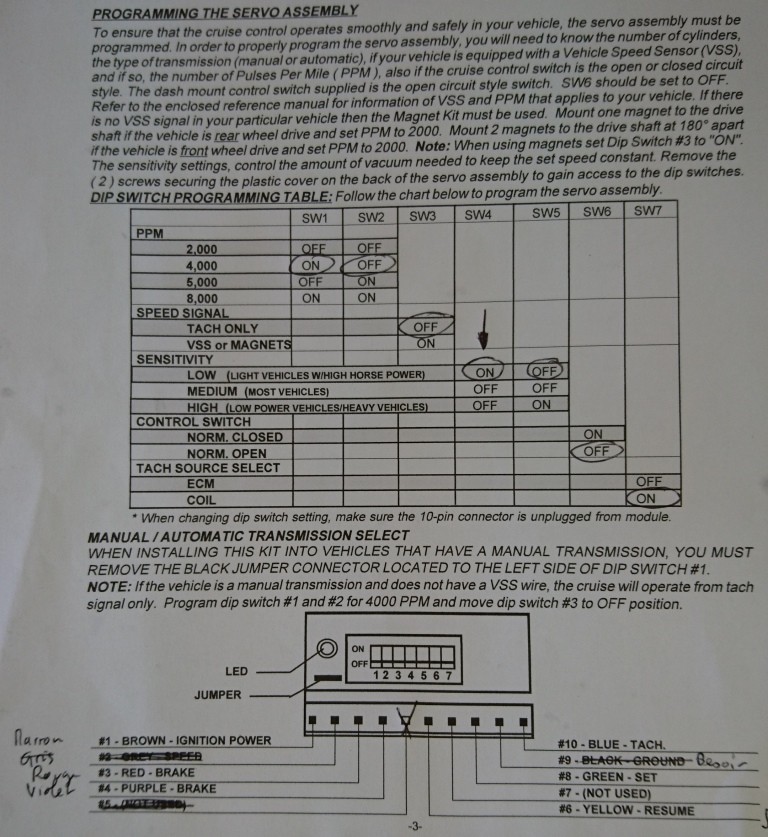 PROGRAMMING THE SERVO ASSEMBLY
To ensure that the cruise control operates smoothly and safely in your vehicle, the servo assembly must be
programmed. In order to properly program the servo assembly, you will need to know the number of cylinders,
the type of transmission (manual or automatic), if your vehicle is equipped with a Vehicle Speed Sensor (VSS),
and if so, the number of Pulses Per Mile ( PPM ), also if the cruise control switch is the open or closed circuit
style. The dash mount control switch supplied is the open circuit style switch. SW6 should be set to OFF.
Refer to the enclosed reference manual for information of VSS and PPM that applies to your vehicle. If there
is no VSS signal in your particular vehicle then the Magnet Kit must be used. Mount one magnet to the drive
shaft if the vehicle is rear wheel drive and set PPM to 2000. Mount 2 magnets to the drive shaft at 180° apart
if the vehicle is front wheel drive and set PPM to 2000. Note: When using magnets set Dip Switch #3 to "ON".
The sensitivity settings, control the amount of vacuum needed to keep the set speed constant. Remove the
( 2 ) screws securing the plastic cover on the back of the servo assembly to gain access to the dip switches.
DIP SWITCH PROGRAMMING TABLE: Follow the chart below to program the servo assembly.
SW1 SW2 SW3 SW4 SW5 SW6 SW7
PPM
2,000 OFF OFF
4,000 ON OFF
5,000 OFF ON
8,000 ON ON
SPEED SIGNAL
TACH ONLY OFF
VSS or MAGNETS ON
SENSITIVITY
LOW (LIGHT VEHICLES W/HIGH HORSE POWER) ON OFF
MEDIUM (MOST VEHICLES) OFF OFF
HIGH (LOW POWER VEHICLES/HEAVY VEHICLES) OFF ON
CONTROL SWITCH
NORM. CLOSED ON
NORM. OPEN OFF
TACH SOURCE SELECT
ECM OFF
COIL ON
* When changing dip switch setting, make sure the 10-pin connector is unplugged from module.
MANUAL / AUTOMATIC TRANSMISSION SELECT
WHEN INSTALLING THIS KIT INTO VEHICLES THAT HAVE A MANUAL TRANSMISSION, YOU MUST
REMOVE THE BLACK JUMPER CONNECTOR LOCATED TO THE LEFT SIDE OF DIP SWITCH #1.
NOTE: If the vehicle is a manual transmission and does not have a VSS wire, the cruise will operate from tach
signal only. Program dip switch #1 and #2 for 4000 PPM and move dip switch #3 to OFF position.
ON
OFF
1 2 3 4 5 6 7
LED
JUMPER
Marron #1 - BROWN - IGNITION POWER
Gris #2 - GREY - SPEED
#3 - RED - BRAKE
Violet #4 - PURPLE - BRAKE
#5 - (NOT USED)
#10 - BLUE - TACH.
#9 - BLACK - GROUND
#8 - GREEN - SET
#7 - (NOT USED)
#6 - YELLOW - RESUME
-3-